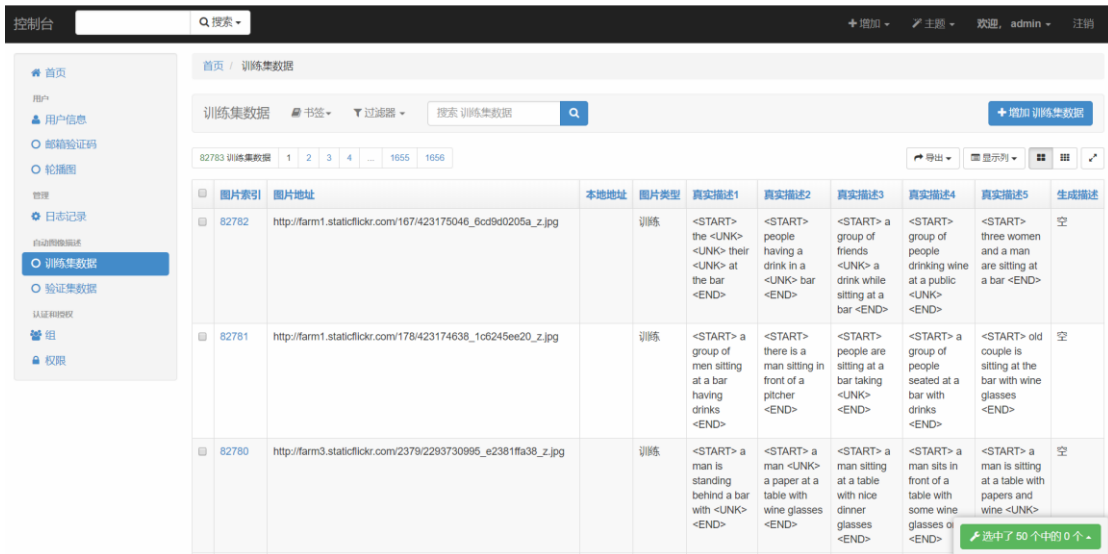 控制台 搜索 增加 主题 欢迎，admin 注销
首页
用户
用户信息
邮箱验证码
轮播图
管理
日志记录
自动图像描述
训练集数据
验证集数据
认证和授权
组
权限
首页 / 训练集数据
训练集数据 书签 过滤器 搜索 训练集数据 增加 训练集数据
82783 训练集数据 1 2 3 4 ... 1655 1656 导出 显示列
图片索引 图片地址 本地地址 图片类型 真实描述1 真实描述2 真实描述3 真实描述4 真实描述5 生成描述
82782 http://farm1.staticflickr.com/167/423175046_6cd9d0205a_z.jpg 训练
<START>
the <UNK>
<UNK> their
<UNK> at
the bar
<END>
<START>
people
having a
drink in a
<UNK> bar
<END>
<START> a
group of
friends
<UNK> a
drink while
sitting at a
bar <END>
<START>
group of
people
drinking wine
at a public
<UNK>
<END>
<START>
three women
and a man
are sitting at
a bar <END>
空
82781 http://farm1.staticflickr.com/178/423174638_1c6245ee20_z.jpg 训练
<START> a
group of
men sitting
at a bar
having
drinks
<END>
<START>
there is a
man sitting in
front of a
pitcher
<END>
<START>
people are
sitting at a
bar taking
<UNK>
<END>
<START> a
group of
people
seated at a
bar with
drinks
<END>
<START> old
couple is
sitting at the
bar with wine
glasses
<END>
空
82780 http://farm3.staticflickr.com/2379/2293730995_e2381ffa38_z.jpg 训练
<START> a
man is
standing
behind a bar
with <UNK>
<END>
<START> a
man <UNK>
a paper at a
table with
wine glasses
<END>
<START> a
man sitting
at a table
with nice
dinner
glasses
<END>
<START> a
man sits in
front of a
table with
some wine
glasses
<END>
<START> a
man is sitting
at a table with
papers and
wine <UNK>
空
选中了 50 个中的 0 个